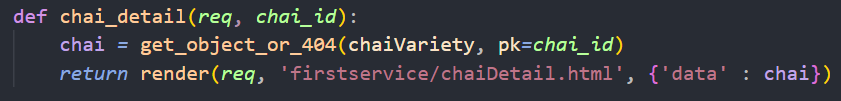 def chai_detail(req, chai_id):
    chai = get_object_or_404(chaiVariety, pk=chai_id)
    return render(req, 'firstservice/chaiDetail.html', {'data' : chai})